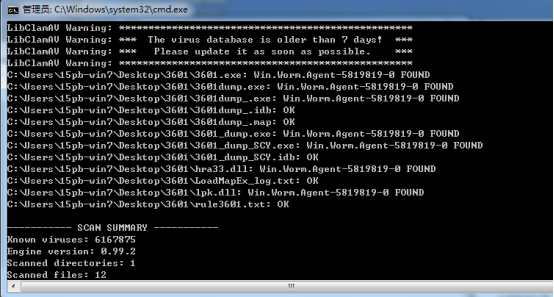 管理员: C:\Windows\system32\cmd.exe
LibClamAV Warning: **************************************************
LibClamAV Warning: ***  The virus database is older than 7 days!  ***
LibClamAV Warning: ***   Please update it as soon as possible.    ***
LibClamAV Warning: **************************************************
C:\Users\15pb-win7\Desktop\3601\3601.exe: Win.Worm.Agent-5819819-0 FOUND
C:\Users\15pb-win7\Desktop\3601\3601dump.exe: Win.Worm.Agent-5819819-0 FOUND
C:\Users\15pb-win7\Desktop\3601\3601dump_.exe: Win.Worm.Agent-5819819-0 FOUND
C:\Users\15pb-win7\Desktop\3601\3601dump_.idb: OK
C:\Users\15pb-win7\Desktop\3601\3601dump_.map: OK
C:\Users\15pb-win7\Desktop\3601\3601_dump.exe: Win.Worm.Agent-5819819-0 FOUND
C:\Users\15pb-win7\Desktop\3601\3601_dump_SCY.exe: Win.Worm.Agent-5819819-0 FOUND
C:\Users\15pb-win7\Desktop\3601\3601_dump_SCY.idb: OK
C:\Users\15pb-win7\Desktop\3601\hra33.dll: Win.Worm.Agent-5819819-0 FOUND
C:\Users\15pb-win7\Desktop\3601\LoadMapEx_log.txt: OK
C:\Users\15pb-win7\Desktop\3601\lpk.dll: Win.Worm.Agent-5819819-0 FOUND
C:\Users\15pb-win7\Desktop\3601\rule3601.txt: OK
----------- SCAN SUMMARY -----------
Known viruses: 6167875
Engine version: 0.99.2
Scanned directories: 1
Scanned files: 12